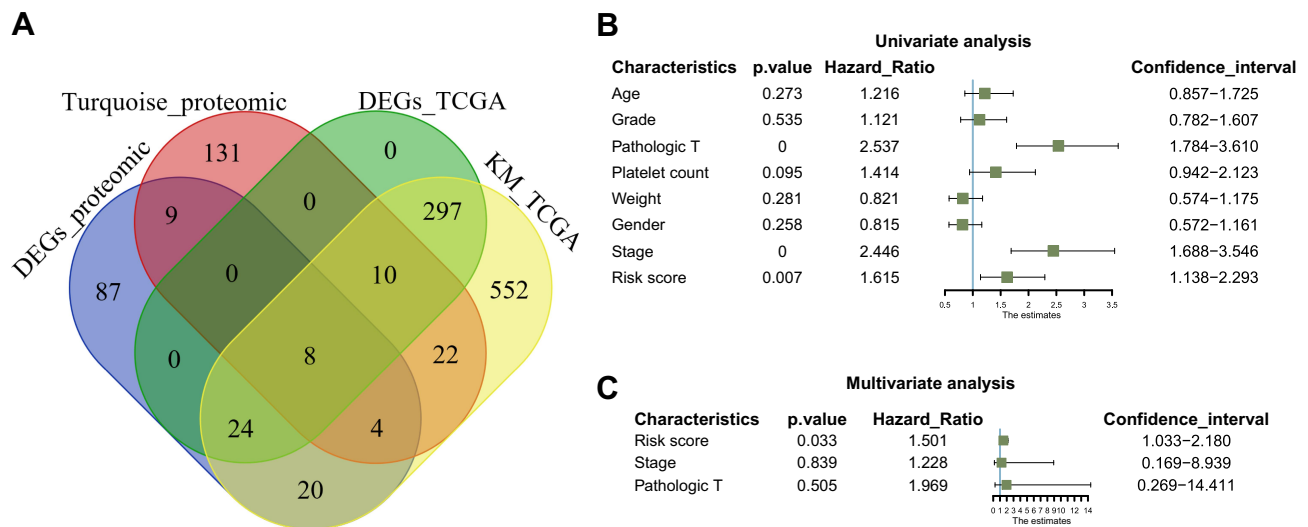 A
Turquoise_proteomic
DEGs_TCGA
DEGs_proteomic
KM_TCGA
131
0
9
0
297
87
0
10
552
0
8
22
24
4
20
B
Univariate analysis
Characteristics p.value Hazard_Ratio Confidence_interval
Age 0.273 1.216 0.857−1.725
Grade 0.535 1.121 0.782−1.607
Pathologic T 0 2.537 1.784−3.610
Platelet count 0.095 1.414 0.942−2.123
Weight 0.281 0.821 0.574−1.175
Gender 0.258 0.815 0.572−1.161
Stage 0 2.446 1.688−3.546
Risk score 0.007 1.615 1.138−2.293
0.5 1 1.5 2 2.5 3 3.5
The estimates
C
Multivariate analysis
Characteristics p.value Hazard_Ratio Confidence_interval
Risk score 0.033 1.501 1.033−2.180
Stage 0.839 1.228 0.169−8.939
Pathologic T 0.505 1.969 0.269−14.411
0 1 2 3 4 5 6 7 8 9 10 12 14
The estimates